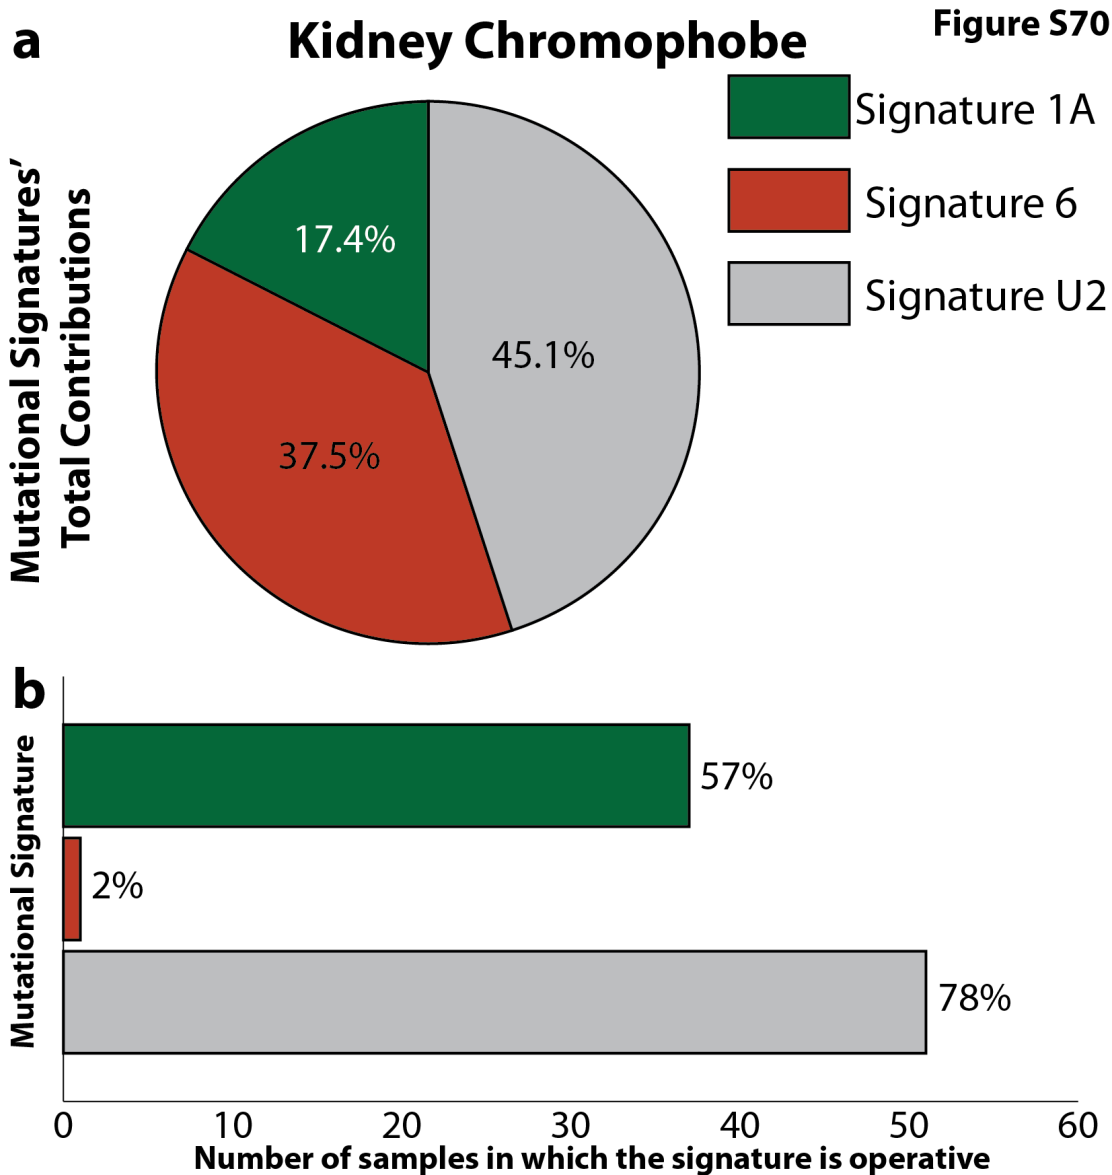 Figure S70
a
Kidney Chromophobe
Signature 1A
Signature 6
Signature U2
Mutational Signatures’
Total Contributions
17.4%
45.1%
37.5%
b
Mutational Signature
57%
2%
78%
0 10 20 30 40 50 60
Number of samples in which the signature is operative